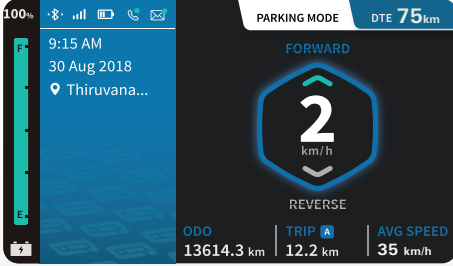 100%
F
E
9:15 AM
30 Aug 2018
Thiruvana...
PARKING MODE
DTE 75km
FORWARD
2
km/h
REVERSE
ODO
13614.3 km
TRIP A
12.2 km
AVG SPEED
35 km/h